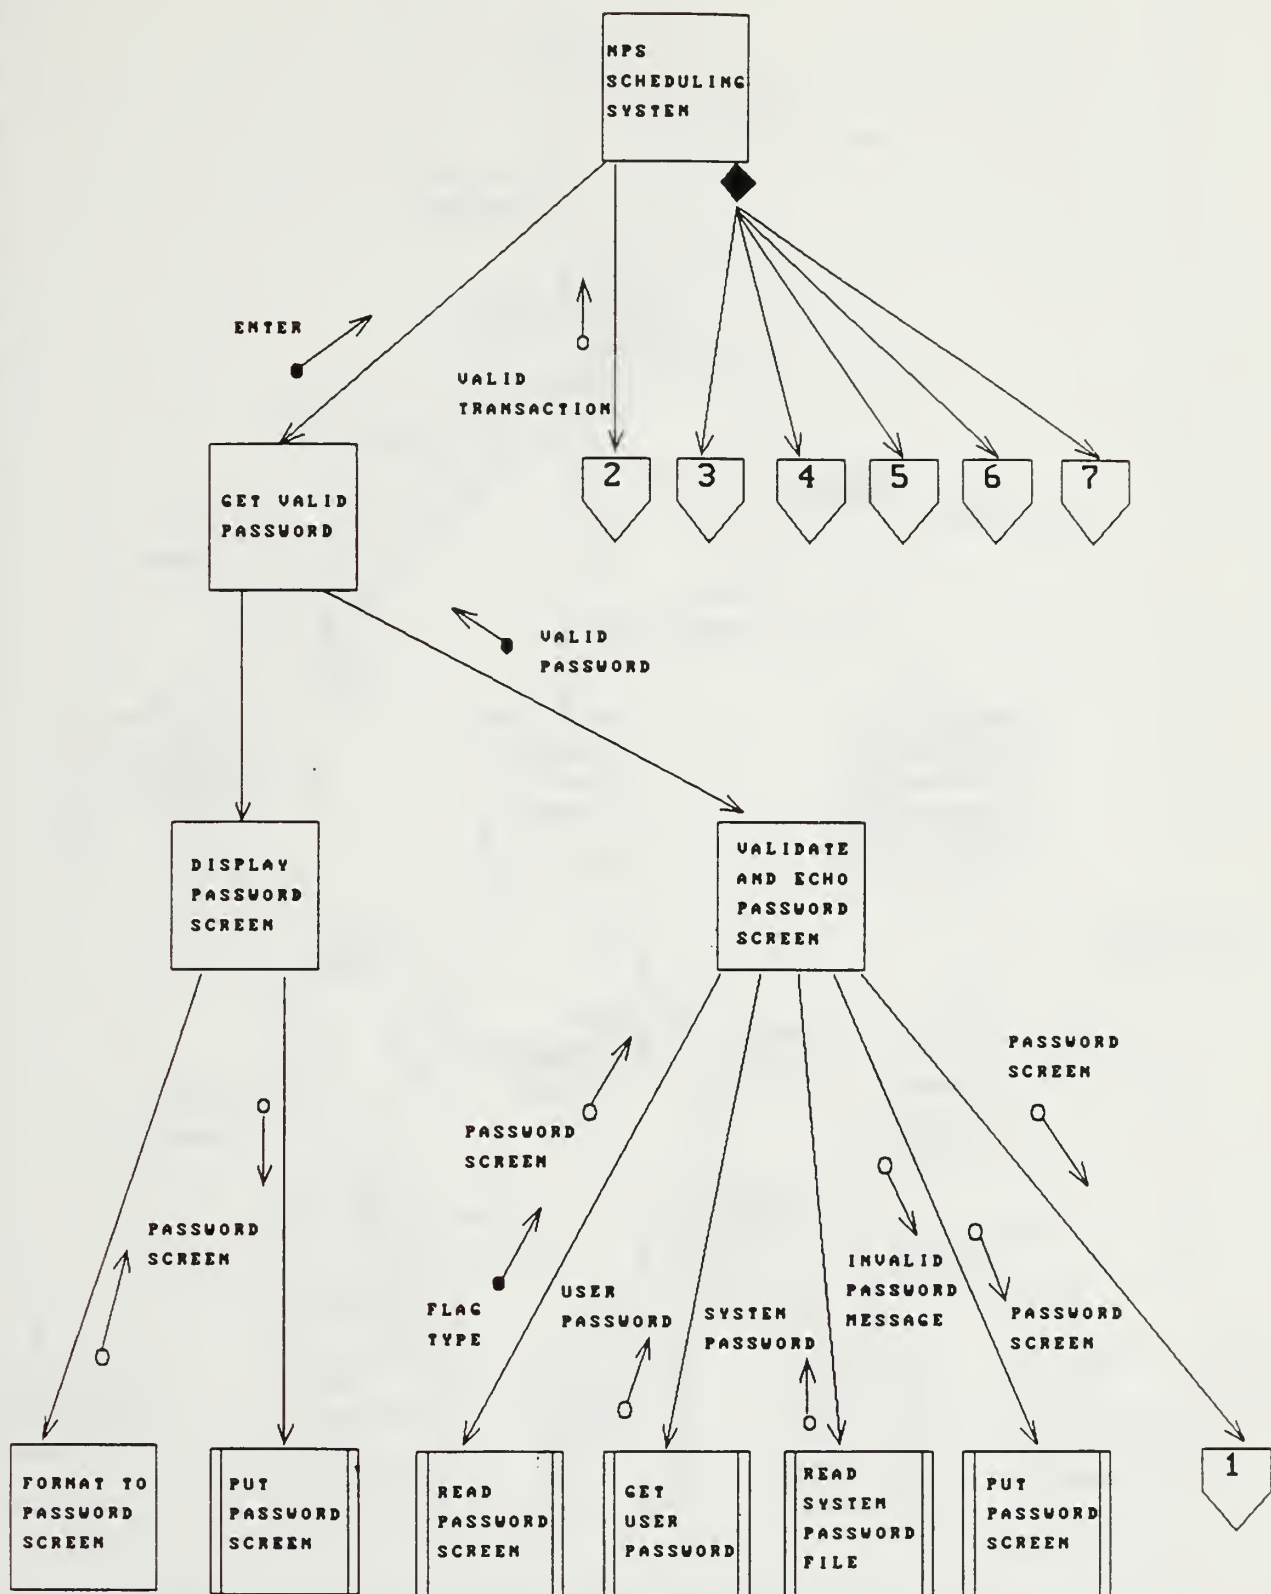 MPS
SCHEDULING
SYSTEM
ENTER
VALID
TRANSACTION
2
3
4
5
6
7
GET VALID
PASSWORD
VALID
PASSWORD
DISPLAY
PASSWORD
SCREEN
VALIDATE
AND ECHO
PASSWORD
SCREEN
PASSWORD
SCREEN
PASSWORD
SCREEN
PASSWORD
SCREEN
FLAG
TYPE
USER
PASSWORD
SYSTEM
PASSWORD
INVALID
PASSWORD
MESSAGE
PASSWORD
SCREEN
FORMAT TO
PASSWORD
SCREEN
PUT
PASSWORD
SCREEN
READ
PASSWORD
SCREEN
GET
USER
PASSWORD
READ
SYSTEM
PASSWORD
FILE
PUT
PASSWORD
SCREEN
1